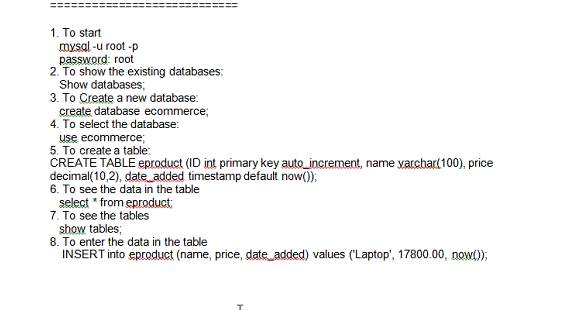 ============================
1. To start
mysql -u root -p
password: root
2. To show the existing databases:
Show databases;
3. To Create a new database:
create database ecommerce;
4. To select the database:
use ecommerce;
5. To create a table:
CREATE TABLE eproduct (ID int primary key auto_increment, name varchar(100), price
decimal(10,2), date_added timestamp default now());
6. To see the data in the table
select * from eproduct;
7. To see the tables
show tables;
8. To enter the data in the table
INSERT into eproduct (name, price, date_added) values ('Laptop', 17800.00, now());